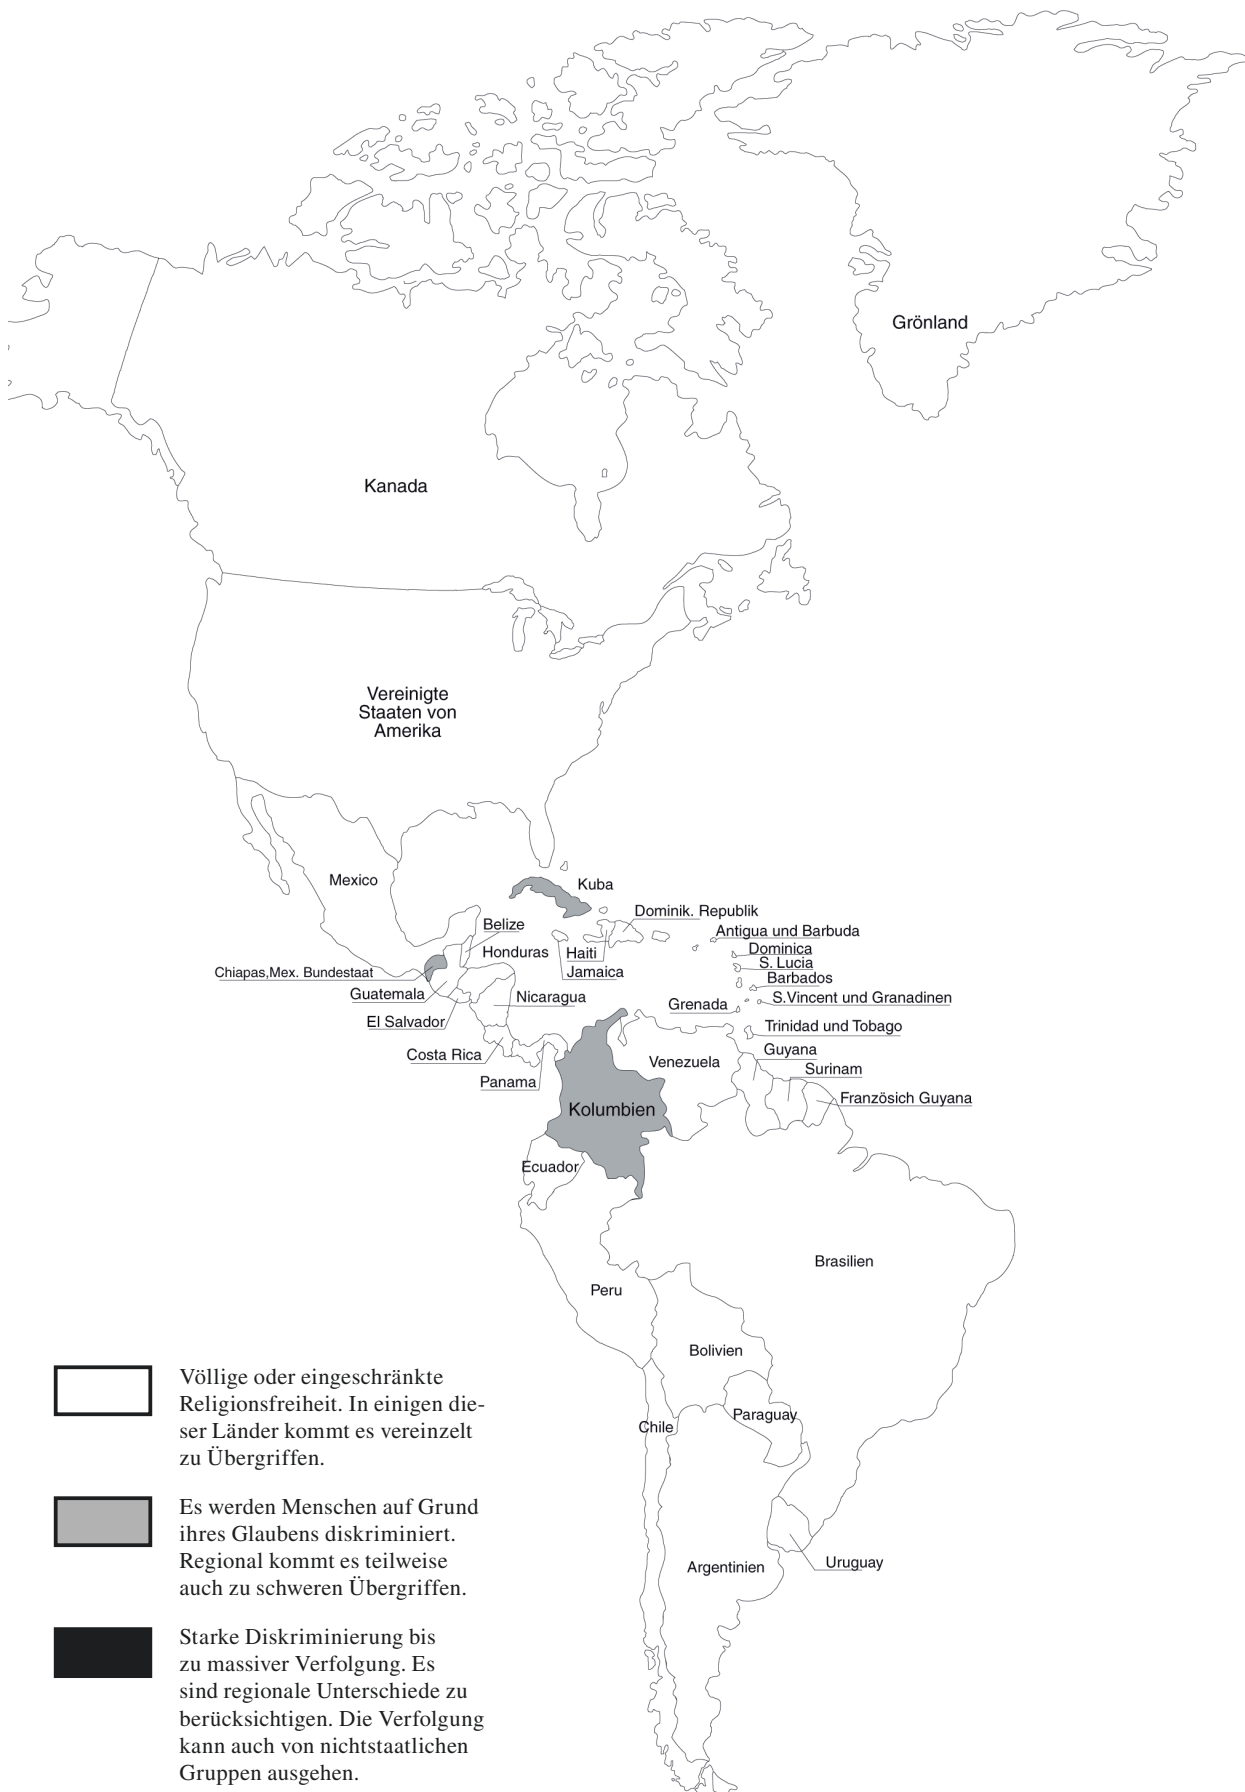 Grönland
Kanada
Vereinigte
Staaten von
Amerika
Mexico
Kuba
Dominik. Republik
Belize
Antigua und Barbuda
Honduras
Haiti
Dominica
Jamaica
S. Lucia
Chiapas,Mex. Bundestaat
Barbados
Guatemala
Nicaragua
Grenada
S.Vincent und Granadinen
El Salvador
Trinidad und Tobago
Costa Rica
Venezuela
Guyana
Panama
Surinam
Kolumbien
Französich Guyana
Ecuador
Brasilien
Peru
Bolivien
Paraguay
Chile
Argentinien
Uruguay
Völlige oder eingeschränkte
Religionsfreiheit. In einigen die-
ser Länder kommt es vereinzelt
zu Übergriffen.
Es werden Menschen auf Grund
ihres Glaubens diskriminiert.
Regional kommt es teilweise
auch zu schweren Übergriffen.
Starke Diskriminierung bis
zu massiver Verfolgung. Es
sind regionale Unterschiede zu
berücksichtigen. Die Verfolgung
kann auch von nichtstaatlichen
Gruppen ausgehen.